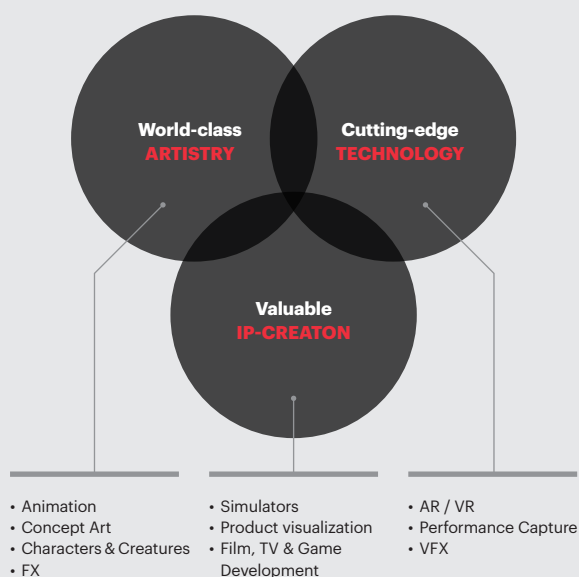 World-class
ARTISTRY
Cutting-edge
TECHNOLOGY
Valuable
IP-CREATON
• Animation
• Concept Art
• Characters & Creatures
• FX
• Simulators
• Product visualization
• Film, TV & Game
Development
• AR / VR
• Performance Capture
• VFX